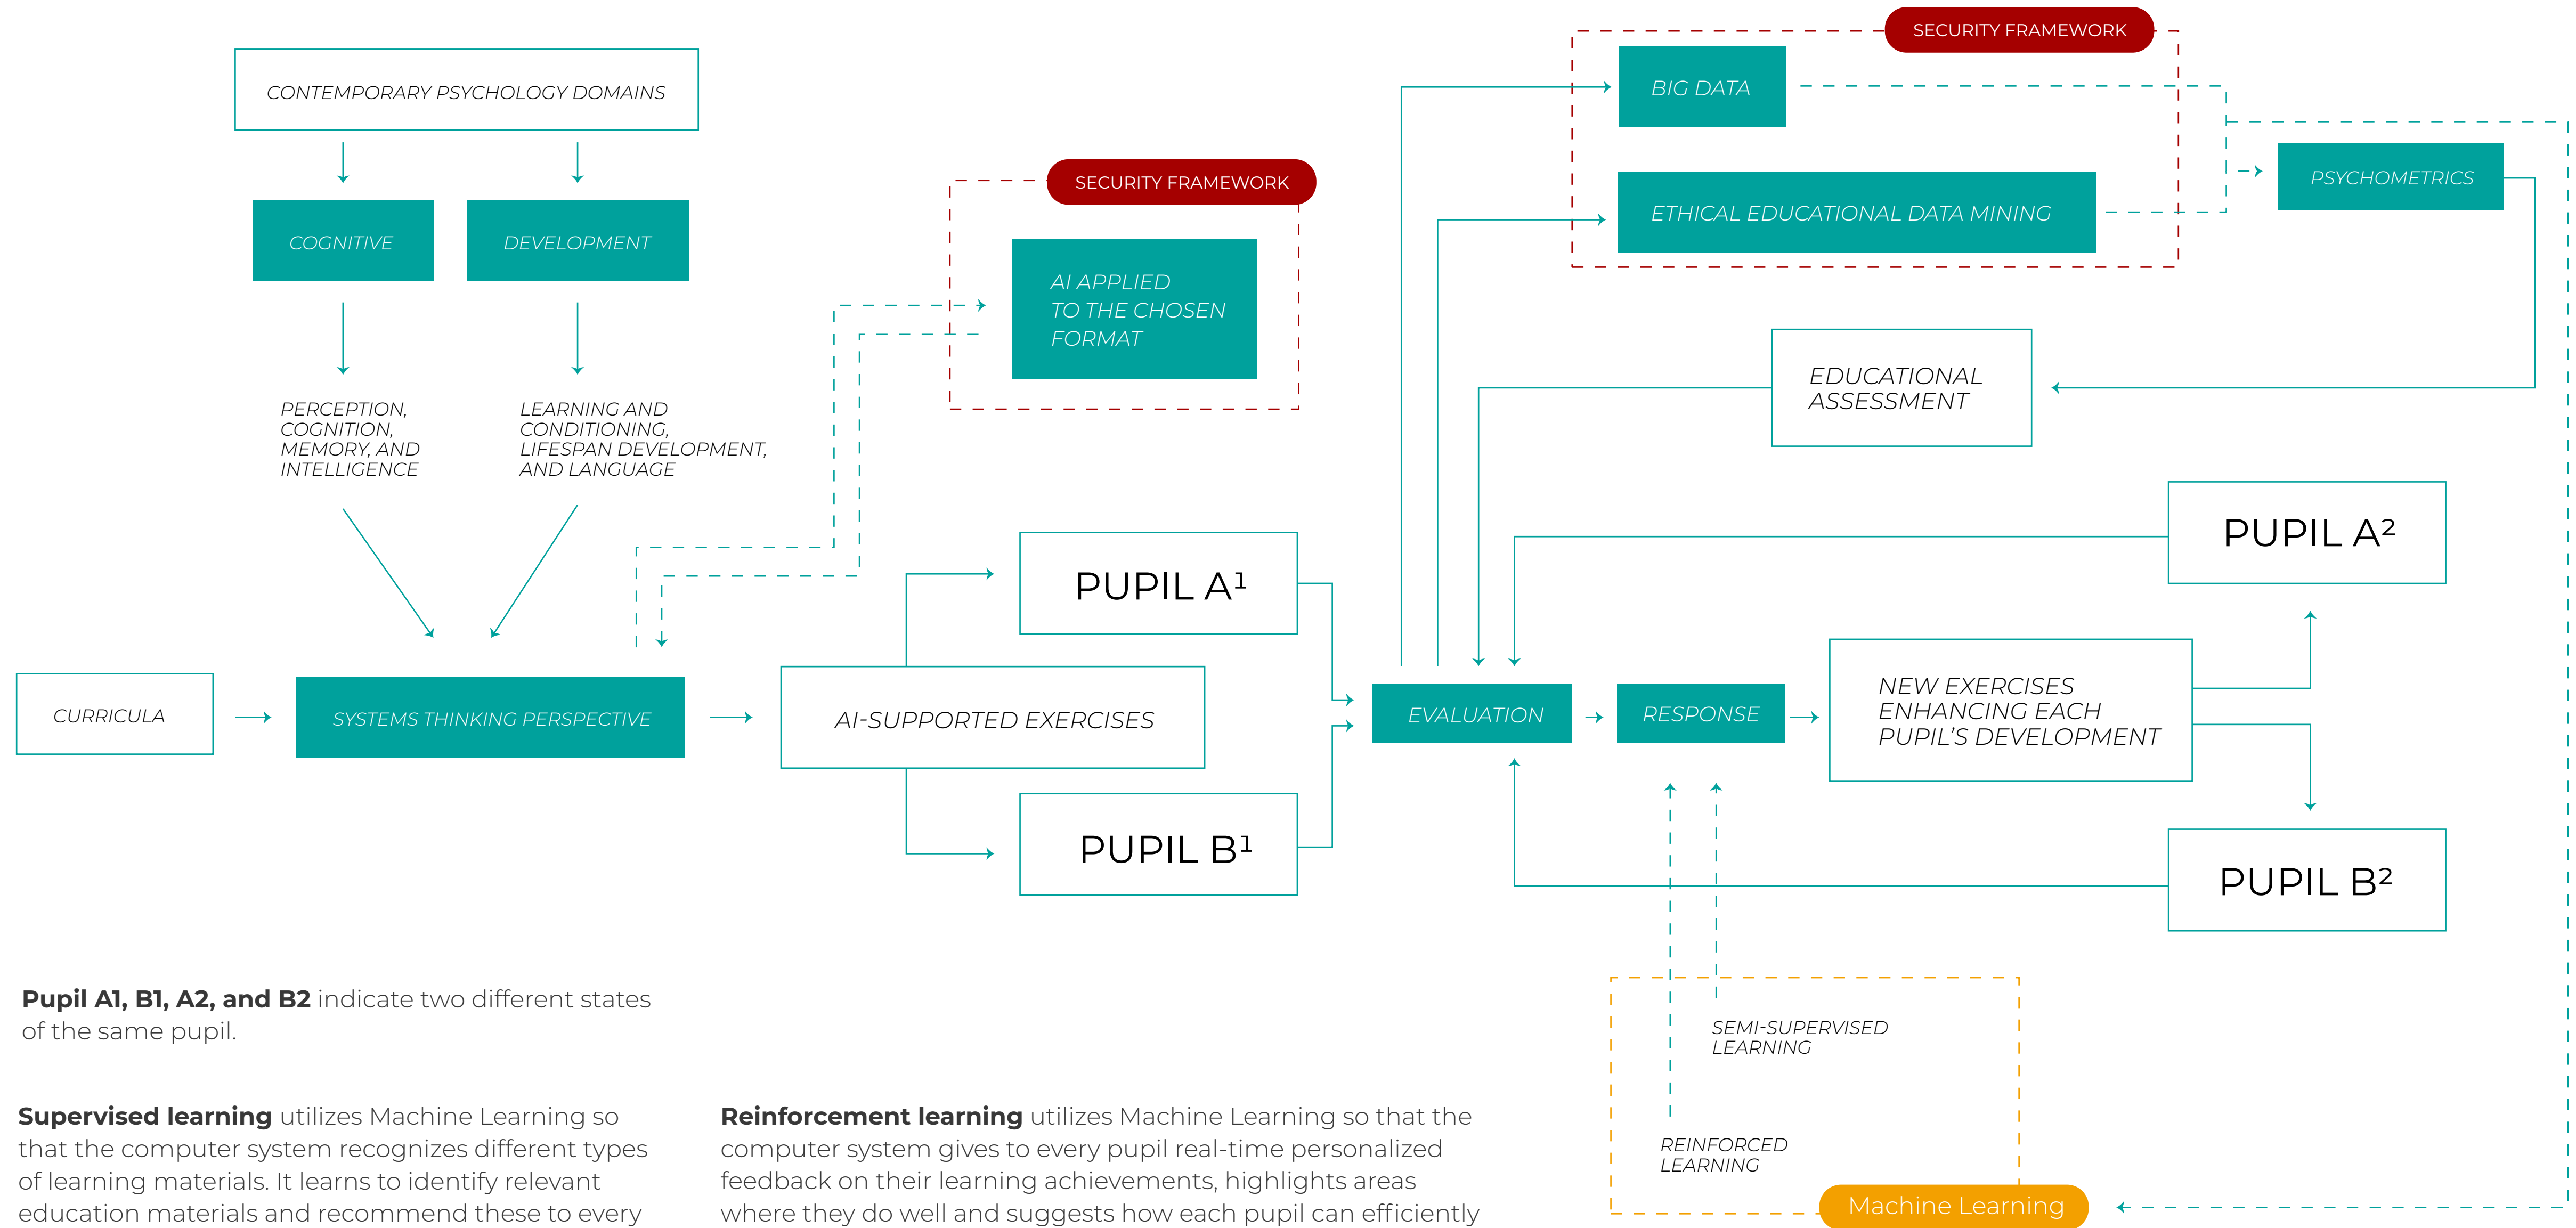 SECURITY FRAMEWORK
CONTEMPORARY PSYCHOLOGY DOMAINS
BIG DATA
SECURITY FRAMEWORK
PSYCHOMETRICS
COGNITIVE
DEVELOPMENT
ETHICAL EDUCATIONAL DATA MINING
AI APPLIED
TO THE CHOSEN
FORMAT
PERCEPTION,
COGNITION,
MEMORY, AND
INTELLIGENCE
LEARNING AND
CONDITIONING,
LIFESPAN DEVELOPMENT,
AND LANGUAGE
EDUCATIONAL
ASSESSMENT
PUPIL A¹
PUPIL A²
CURRICULA
SYSTEMS THINKING PERSPECTIVE
AI-SUPPORTED EXERCISES
EVALUATION
RESPONSE
NEW EXERCISES
ENHANCING EACH
PUPIL’S DEVELOPMENT
PUPIL B¹
PUPIL B²
Pupil A1, B1, A2, and B2 indicate two different states
of the same pupil.
SEMI-SUPERVISED
LEARNING
REINFORCED
LEARNING
Machine Learning
Supervised learning utilizes Machine Learning so
that the computer system recognizes different types
of learning materials. It learns to identify relevant
education materials and recommend these to every
Reinforcement learning utilizes Machine Learning so that the
computer system gives to every pupil real-time personalized
feedback on their learning achievements, highlights areas
where they do well and suggests how each pupil can efficiently